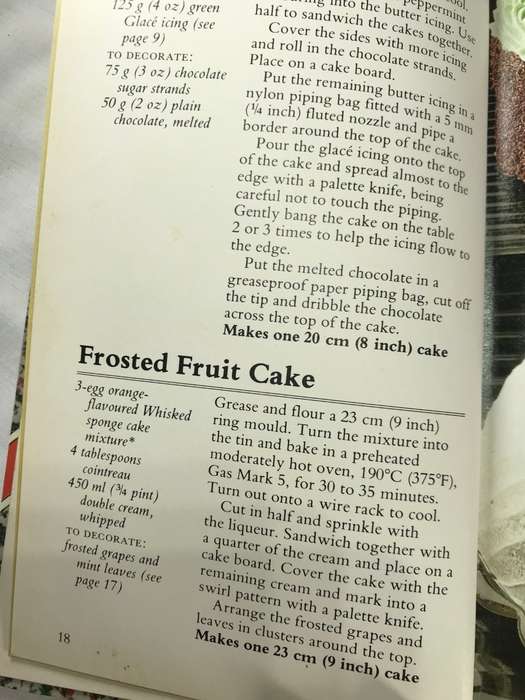 125 g (4 oz) green
Glacé icing (see
page 9)
TO DECORATE:
75 g (3 oz) chocolate
sugar strands
50 g (2 oz) plain
chocolate, melted
peppermint
into the butter icing. Use
half to sandwich the cakes together.
Cover the sides with more icing
and roll in the chocolate strands.
Place on a cake board.
Put the remaining butter icing in a
nylon piping bag fitted with a 5 mm
(¼ inch) fluted nozzle and pipe a
border around the top of the cake.
Pour the glacé icing onto the top
of the cake and spread almost to the
edge with a palette knife, being
careful not to touch the piping.
Gently bang the cake on the table
2 or 3 times to help the icing flow to
the edge.
Put the melted chocolate in a
greaseproof paper piping bag, cut off
the tip and dribble the chocolate
across the top of the cake.
Makes one 20 cm (8 inch) cake
Frosted Fruit Cake
3-egg orange-
flavoured Whisked
sponge cake
mixture*
4 tablespoons
cointreau
450 ml (¾ pint)
double cream,
whipped
TO DECORATE:
frosted grapes and
mint leaves (see
page 17)
Grease and flour a 23 cm (9 inch)
ring mould. Turn the mixture into
the tin and bake in a preheated
moderately hot oven, 190°C (375°F),
Gas Mark 5, for 30 to 35 minutes.
Turn out onto a wire rack to cool.
Cut in half and sprinkle with
the liqueur. Sandwich together with
a quarter of the cream and place on a
cake board. Cover the cake with the
remaining cream and mark into a
swirl pattern with a palette knife.
Arrange the frosted grapes and
leaves in clusters around the top.
Makes one 23 cm (9 inch) cake
18